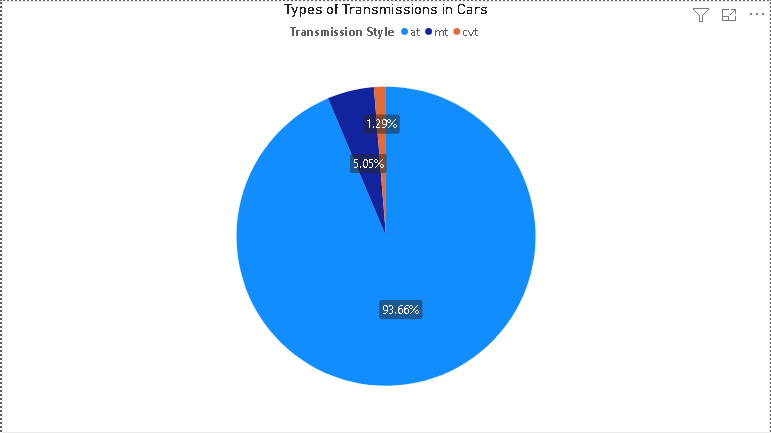 Types of Transmissions in Cars
Transmission Style at mt cvt
1.29%
5.05%
93.66%